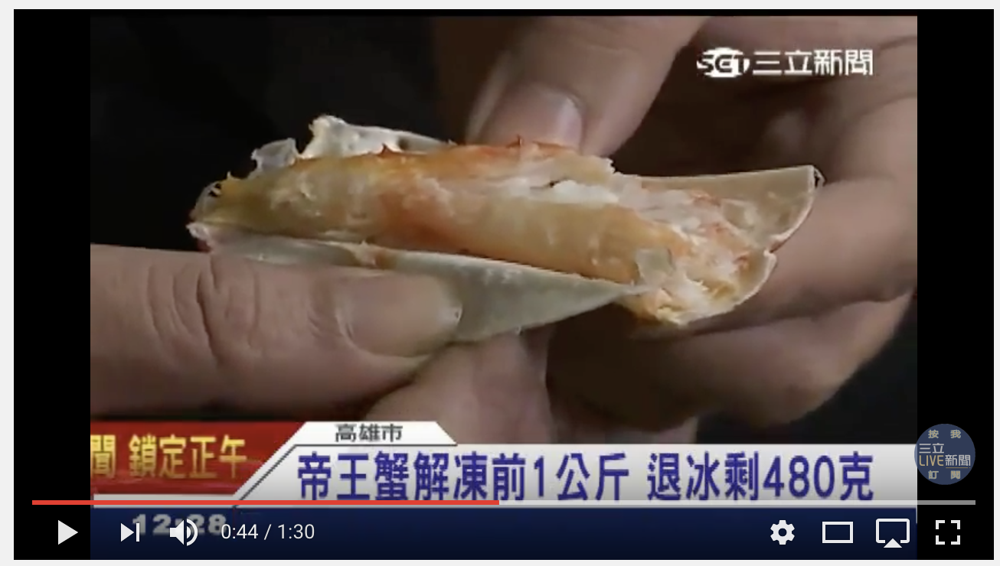 SET三立新聞
高雄市
聞 鎖定正午
帝王蟹解凍前1公斤 退冰剩480克
按我
三立
LIVE新聞
訂閱
12:28
0:44 / 1:30